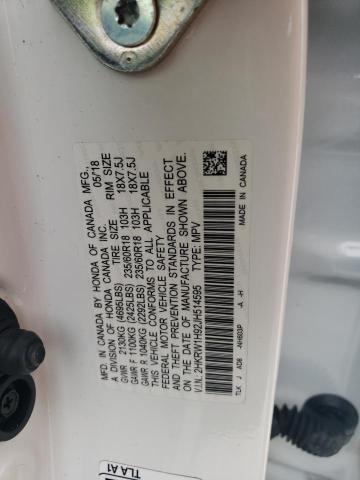 MFD. IN CANADA BY HONDA OF CANADA MFG.,
A DIVISION OF HONDA CANADA INC. 05/18
TIRE SIZE RIM SIZE
GVWR 2130KG (4695LBS)
GAWR F 1100KG (2425LBS) 235/60R18 103H 18X7.5J
GAWR R 1040KG (2292LBS) 235/60R18 103H 18X7.5J
THIS VEHICLE CONFORMS TO ALL APPLICABLE
FEDERAL MOTOR VEHICLE SAFETY
AND THEFT PREVENTION STANDARDS IN EFFECT
ON THE DATE OF MANUFACTURE SHOWN ABOVE.
V.I.N.: 2HKRW1H92JH514595 TYPE: MPV
TLK J AD8 -NH603P -A -H
MADE IN CANADA
TLA A1